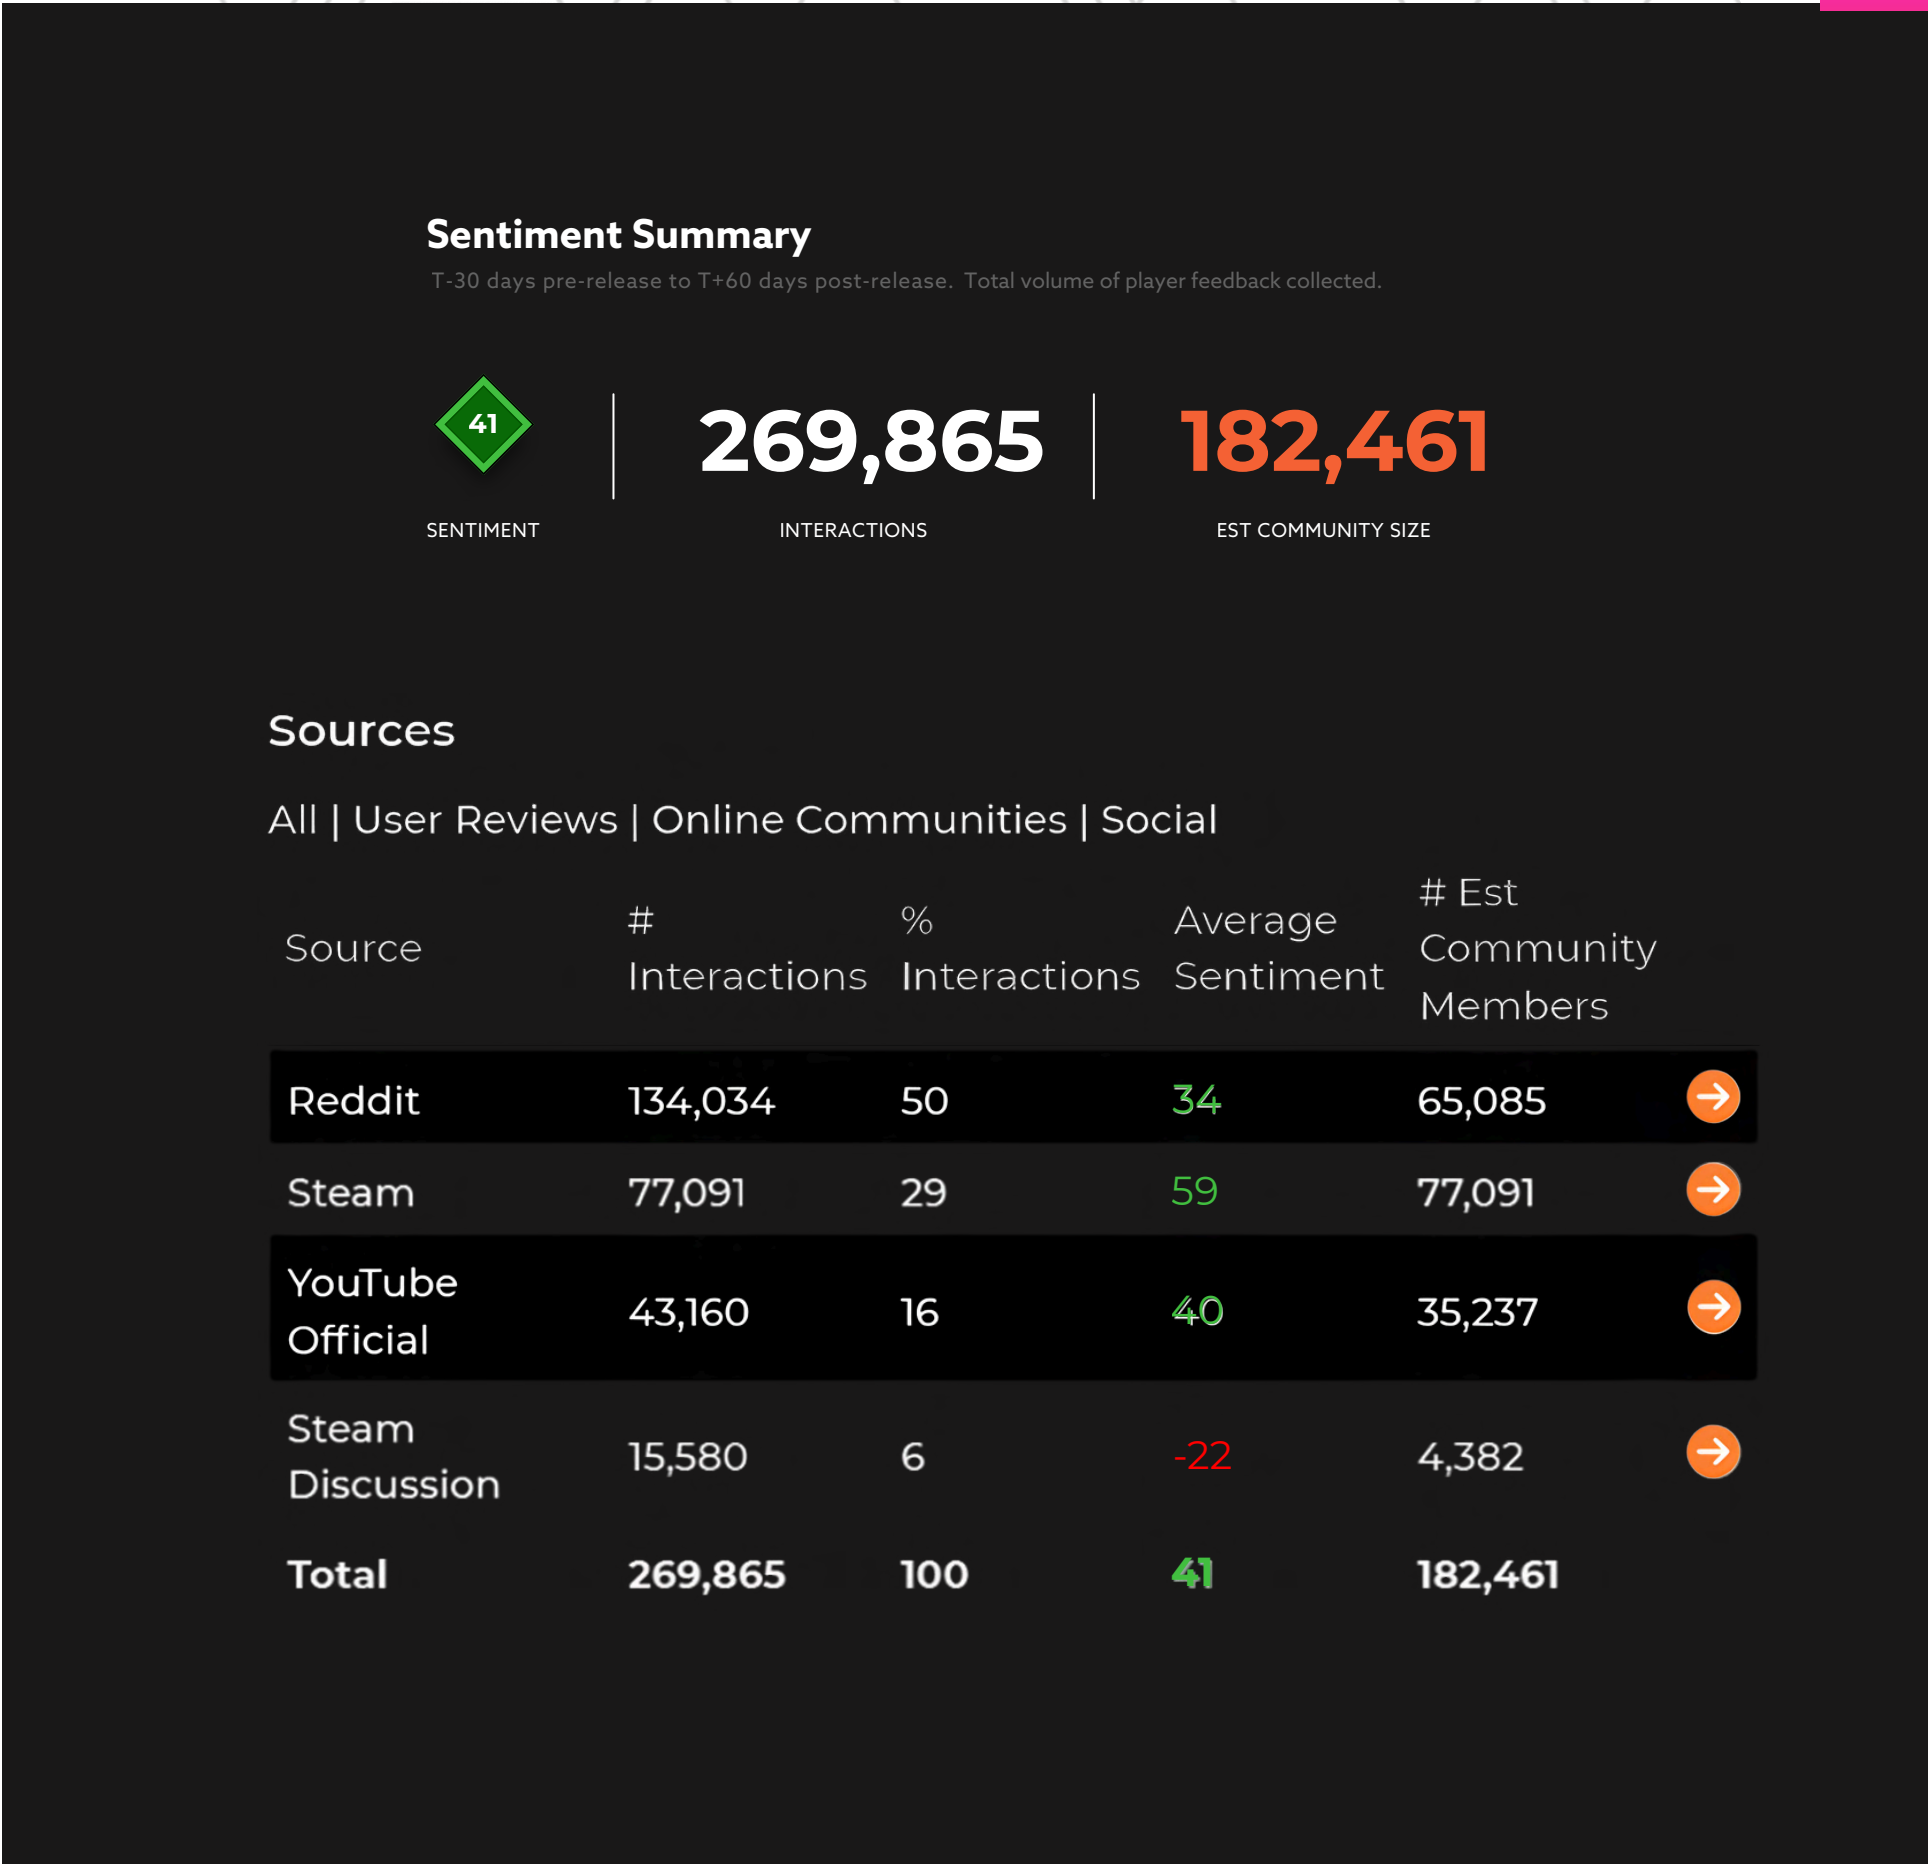 Sentiment Summary
T-30 days pre-release to T+60 days post-release. Total volume of player feedback collected.
41
269,865
182,461
SENTIMENT
INTERACTIONS
EST COMMUNITY SIZE
Sources
All | User Reviews | Online Communities | Social
Source
# Interactions
% Interactions
Average Sentiment
# Est Community Members
Reddit 134,034 50 34 65,085
Steam 77,091 29 59 77,091
YouTube Official 43,160 16 40 35,237
Steam Discussion 15,580 6 -22 4,382
Total 269,865 100 41 182,461